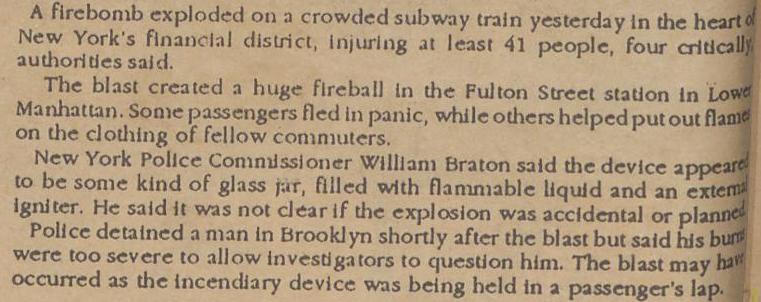 A firebomb exploded on a crowded subway train yesterday in the heart of
New York's financial district, injuring at least 41 people, four critically,
authorities said.
The blast created a huge fireball in the Fulton Street station in Lower
Manhattan. Some passengers fled in panic, while others helped put out flames
on the clothing of fellow commuters.
New York Police Commissioner William Braton said the device appeared
to be some kind of glass jar, filled with flammable liquid and an external
igniter. He said it was not clear if the explosion was accidental or planned.
Police detained a man in Brooklyn shortly after the blast but said his burns
were too severe to allow investigators to question him. The blast may have
occurred as the incendiary device was being held in a passenger's lap.